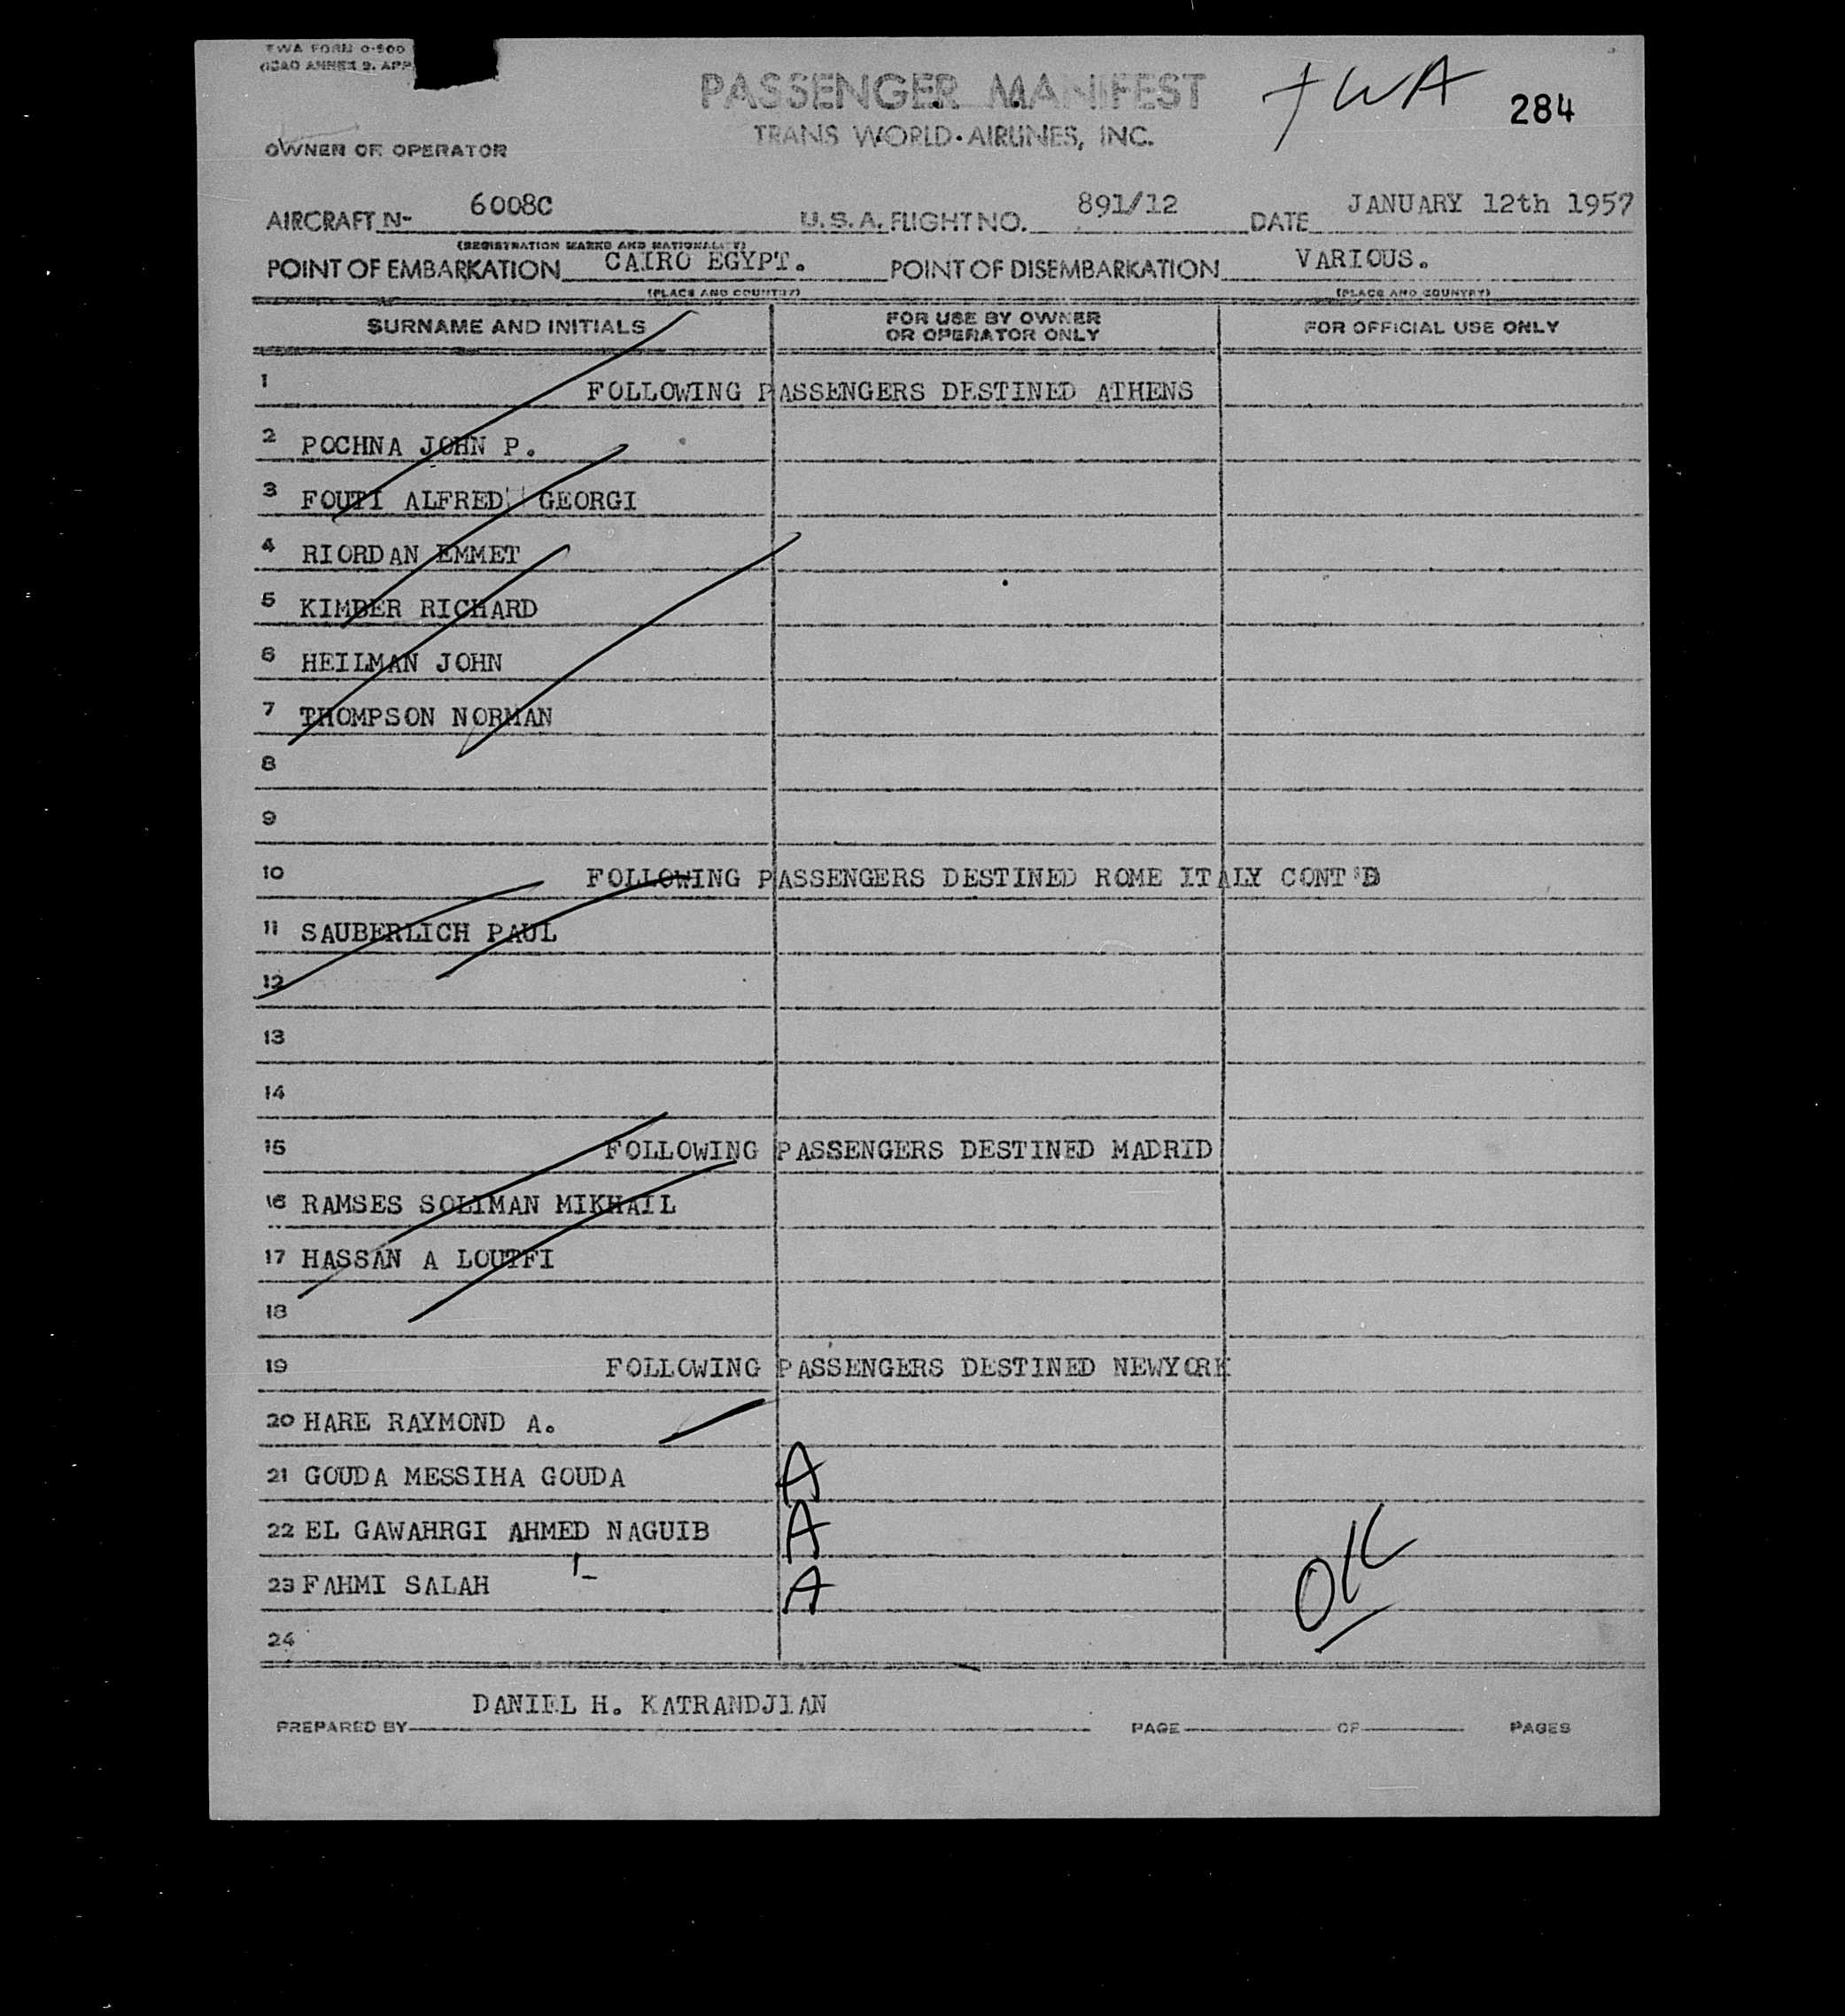 TWA FORM 0-500
(ICAO ANNEX 9. APP
PASSENGER MANIFEST
TWA 284
TRANS WORLD AIRLINES, INC.
OWNER OR OPERATOR
AIRCRAFT N- 6008C U.S.A. FLIGHT NO. 891/12 DATE JANUARY 12th 1957
(REGISTRATION MARKS AND NATIONALITY)
POINT OF EMBARKATION CAIRO EGYPT. POINT OF DISEMBARKATION VARIOUS.
(PLACE AND COUNTRY) (PLACE AND COUNTRY)
SURNAME AND INITIALS FOR USE BY OWNER OR OPERATOR ONLY FOR OFFICIAL USE ONLY
1 FOLLOWING PASSENGERS DESTINED ATHENS
2 POCHNA JOHN P.
3 FOUTI ALFRED GEORGI
4 RIORDAN EMMET
5 KIMBER RICHARD
6 HEILMAN JOHN
7 THOMPSON NORMAN
8
9
10 FOLLOWING PASSENGERS DESTINED ROME ITALY CONT'D
11 SAUBERLICH PAUL
12
13
14
15 FOLLOWING PASSENGERS DESTINED MADRID
16 RAMSES SOLIMAN MIKHAIL
17 HASSAN A LOUTFI
18
19 FOLLOWING PASSENGERS DESTINED NEWYORK
20 HARE RAYMOND A.
21 GOUDA MESSIHA GOUDA A
22 EL GAWAHRGI AHMED NAGUIB A
23 FAHMI SALAH A OK
24
DANIEL H. KATRANDJIAN
PREPARED BY PAGE OF PAGES